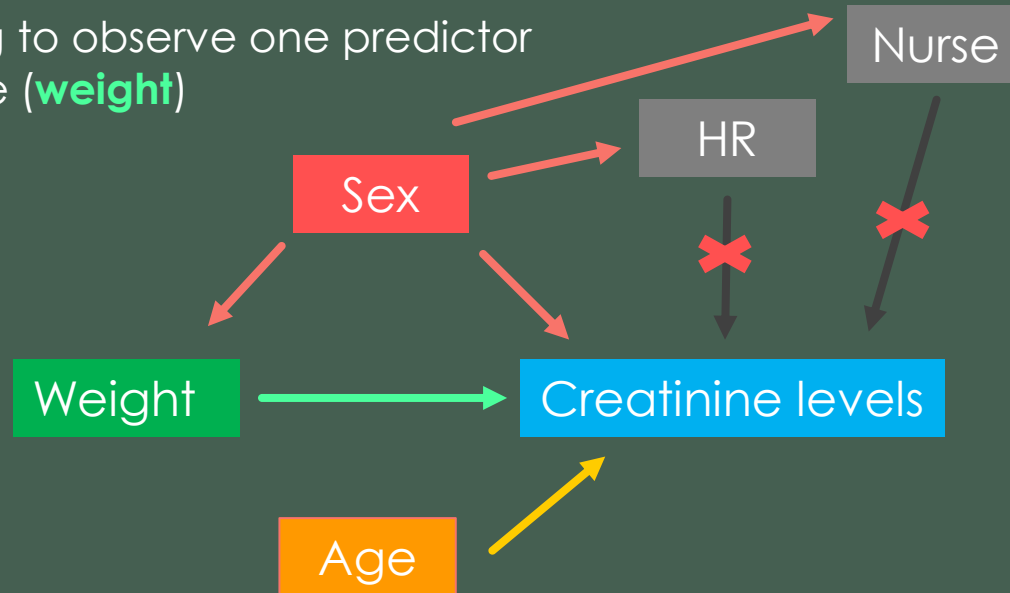 to observe one predictor
(weight)
Nurse
HR
Sex
Weight
Creatinine levels
Age